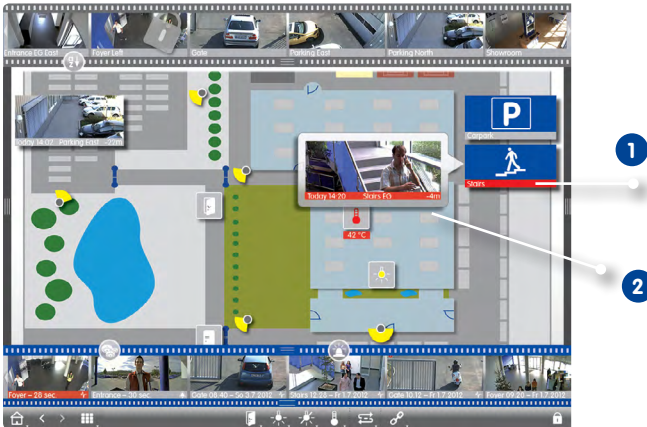 Entrance EG East
Foyer Left
Gate
Parking East
Parking North
Showroom
P
Carpark
Today 14:07 Parking East -22m
Stairs
1
Today 14:20 Stairs EG -4m
42 °C
2
Foyer – 28 sec
Entrance – 30 sec
Gate 08.40 – So 3.7.2012
Stairs 12.26 – Fr 1.7.2012
Gate 10.12 – Fr 1.7.2012
Foyer 09.20 – Fr 1.7.2012